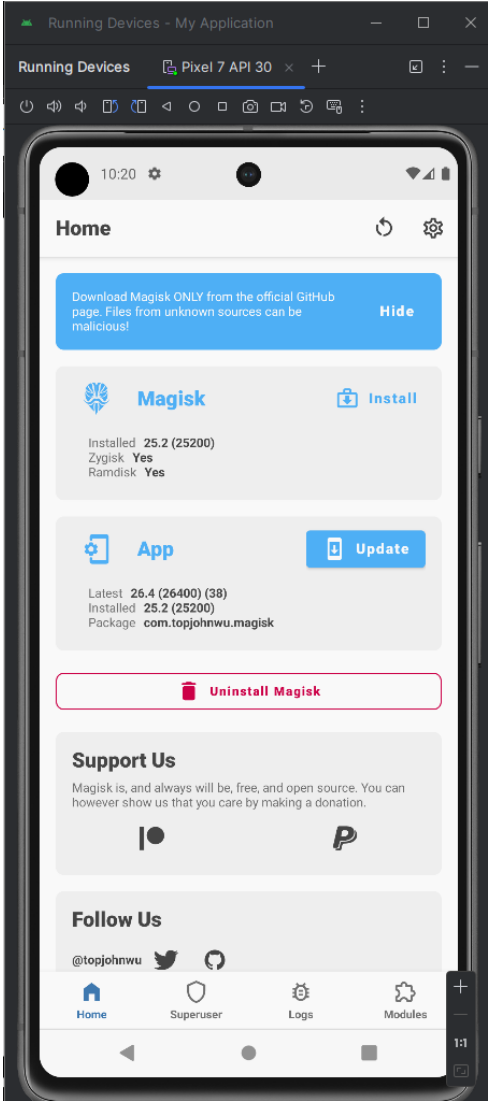 Running Devices - My Application
Running Devices
Pixel 7 API 30
10:20
Home
Download Magisk ONLY from the official GitHub
page. Files from unknown sources can be
malicious!
Hide
Magisk
Install
Installed 25.2 (25200)
Zygisk Yes
Ramdisk Yes
App
Update
Latest 26.4 (26400) (38)
Installed 25.2 (25200)
Package com.topjohnwu.magisk
Uninstall Magisk
Support Us
Magisk is, and always will be, free, and open source. You can
however show us that you care by making a donation.
Follow Us
@topjohnwu
Home
Superuser
Logs
Modules
1:1